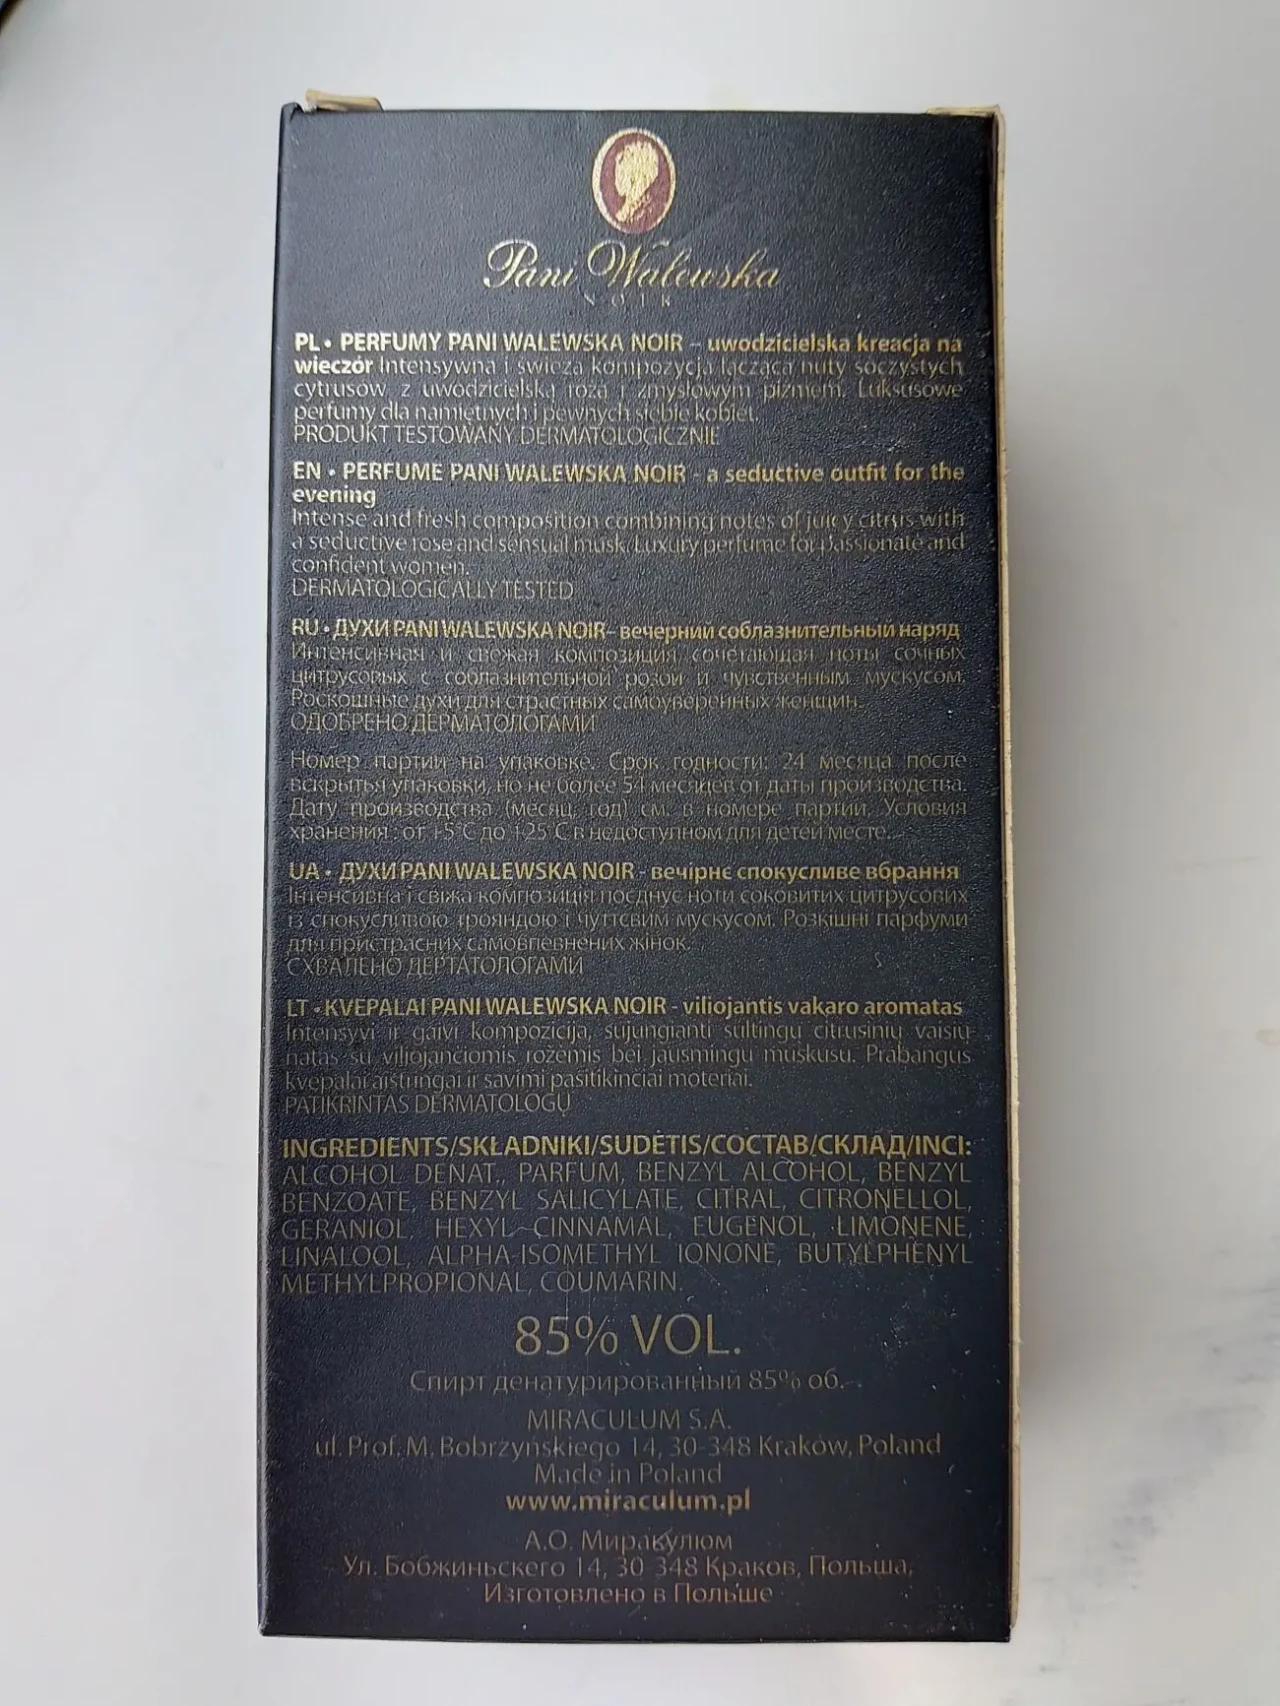 Pani Walewska
NOIR
PL • PERFUMY PANI WALEWSKA NOIR – uwodzicielska kreacja na
wieczór Intensywna i świeża kompozycja łącząca nuty soczystych
cytrusów z uwodzicielską różą i zmysłowym piżmem. Luksusowe
perfumy dla namiętnych i pewnych siebie kobiet.
PRODUKT TESTOWANY DERMATOLOGICZNIE
EN • PERFUME PANI WALEWSKA NOIR - a seductive outfit for the
evening
Intense and fresh composition combining notes of juicy citrus with
a seductive rose and sensual musk. Luxury perfume for passionate and
confident women.
DERMATOLOGICALLY TESTED
RU • ДУХИ PANI WALEWSKA NOIR– вечерний соблазнительный наряд
Интенсивная и свежая композиция сочетающая ноты сочных
цитрусовых с соблазнительной розой и чувственным мускусом.
Роскошные духи для страстных самоуверенных женщин.
ОДОБРЕНО ДЕРМАТОЛОГАМИ
Номер партии на упаковке. Срок годности: 24 месяца после
вскрытья упаковки, но не более 54 месяцев от даты производства.
Дату производства (месяц, год) см. в номере партии. Условия
хранения : от +5°C до +25°C в недоступном для детей месте.
UA • ДУХИ PANI WALEWSKA NOIR - вечірнє спокусливе вбрання
Інтенсивна і свіжа композиція поєднує ноти соковитих цитрусових
із спокусливою трояндою і чуттєвим мускусом. Розкішні парфуми
для пристрасних самовпевнених жінок.
СХВАЛЕНО ДЕРТАТОЛОГАМИ
LT • KVEPALAI PANI WALEWSKA NOIR - viliojantis vakaro aromatas
Intensyvi ir gaivi kompozicija, sujungianti sultingų citrusinių vaisių
natas su viliojančiomis rožėmis bei jausmingu muskusu. Prabangūs
kvepalai aistringai ir savimi pasitikinčiai moteriai.
PATIKRINTAS DERMATOLOGŲ
INGREDIENTS/SKŁADNIKI/SUDĖTIS/СОСТАВ/СКЛАД/INCI:
ALCOHOL DENAT., PARFUM, BENZYL ALCOHOL, BENZYL
BENZOATE, BENZYL SALICYLATE, CITRAL, CITRONELLOL,
GERANIOL, HEXYL CINNAMAL, EUGENOL, LIMONENE,
LINALOOL, ALPHA-ISOMETHYL IONONE, BUTYLPHENYL
METHYLPROPIONAL, COUMARIN.
85% VOL.
Спирт денатурированный 85% об.
MIRACULUM S.A.
ul. Prof. M. Bobrzyńskiego 14, 30-348 Kraków, Poland
Made in Poland
www.miraculum.pl
А.О. Миракулюм
Ул. Бобжиньскего 14, 30 348 Краков, Польша,
Изготовлено в Польше